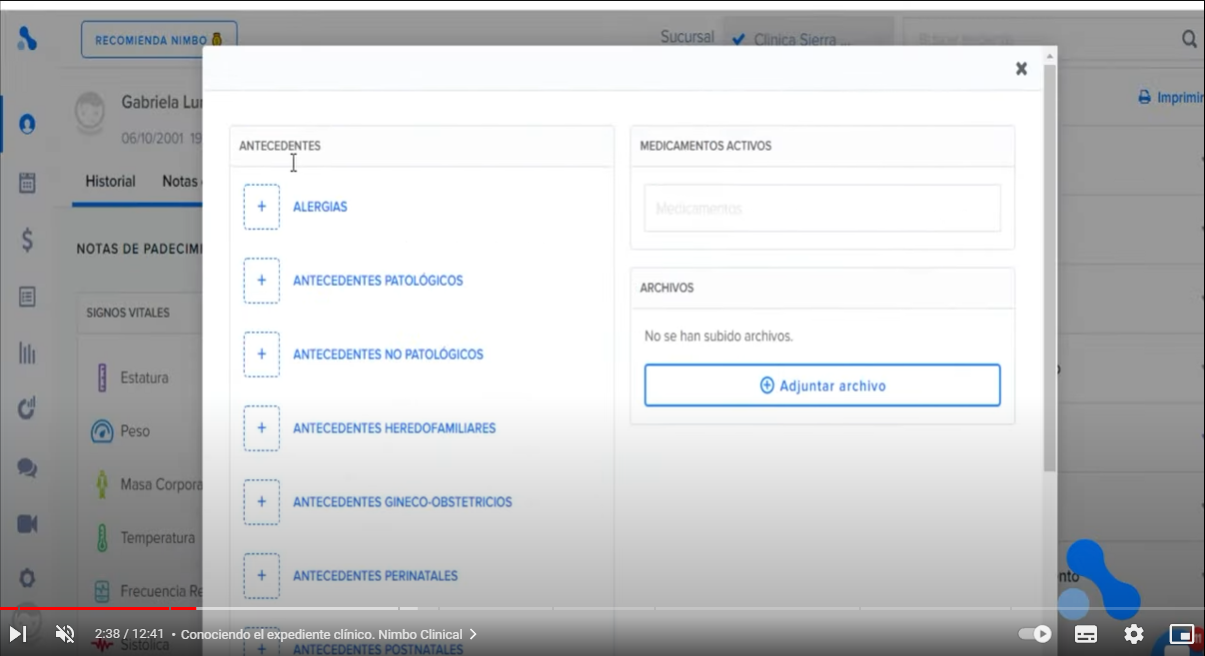 RECOMIENDA NIMBO
Sucursal
Clinica Sierra ...
Gabriela Lu
06/10/2001 19
Imprimir
Historial
Notas
NOTAS DE PADECIMI
SIGNOS VITALES
Estatura
Peso
Masa Corpora
Temperatura
Frecuencia Re
Sistólica
ANTECEDENTES
ALERGIAS
ANTECEDENTES PATOLÓGICOS
ANTECEDENTES NO PATOLÓGICOS
ANTECEDENTES HEREDOFAMILIARES
ANTECEDENTES GINECO-OBSTETRICIOS
ANTECEDENTES PERINATALES
ANTECEDENTES POSTNATALES
MEDICAMENTOS ACTIVOS
Medicamentos
ARCHIVOS
No se han subido archivos.
Adjuntar archivo
nto
2:38 / 12:41 • Conociendo el expediente clínico. Nimbo Clinical